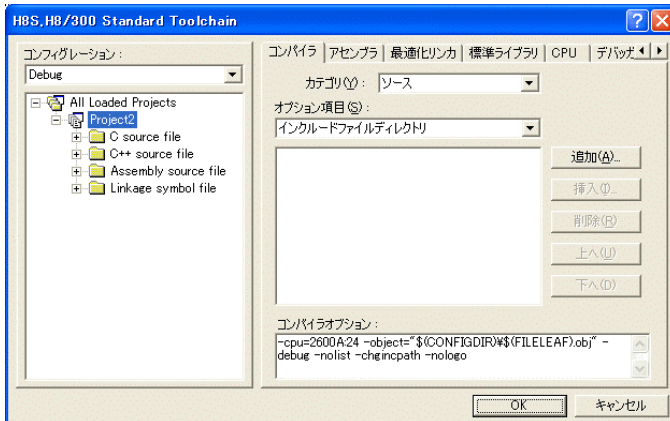 H8S,H8/300 Standard Toolchain
コンフィグレーション :
Debug
All Loaded Projects
Project2
C source file
C++ source file
Assembly source file
Linkage symbol file
コンパイラ アセンブラ 最適化リンカ 標準ライブラリ CPU デバッガ
カテゴリ(Y) : ソース
オプション項目(S) :
インクルードファイルディレクトリ
追加(A)...
挿入(I)...
削除(R)
上へ(U)
下へ(D)
コンパイラオプション :
-cpu=2600A:24 -object="$(CONFIGDIR)¥$(FILELEAF).obj" -
debug -nolist -chgincpath -nologo
OK キャンセル